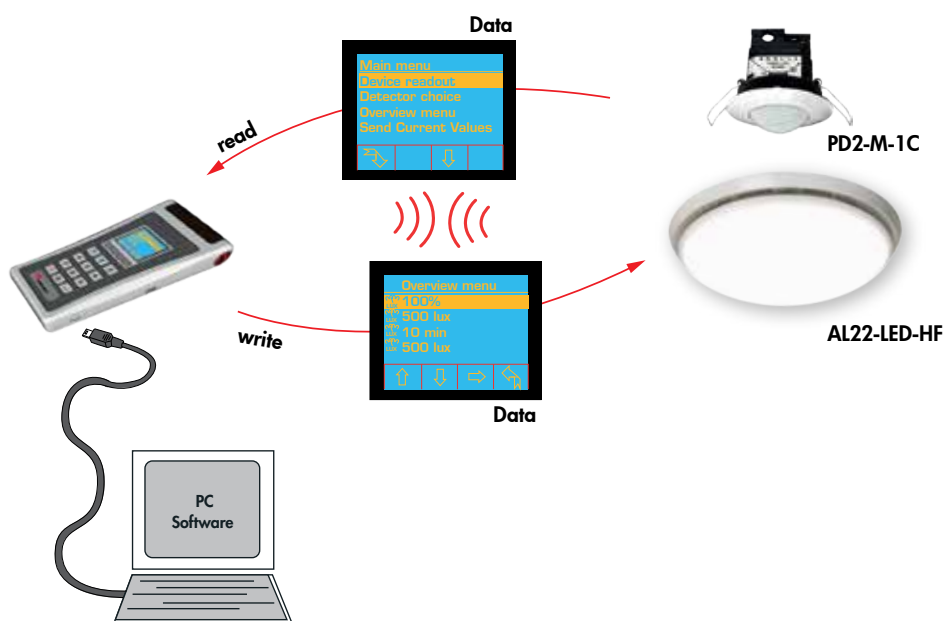 Data
Main menu
Device readout
Detector choice
Overview menu
Send Current Values
read
PD2-M-1C
Overview menu
100%
500 lux
10 min
500 lux
write
AL22-LED-HF
Data
PC
Software